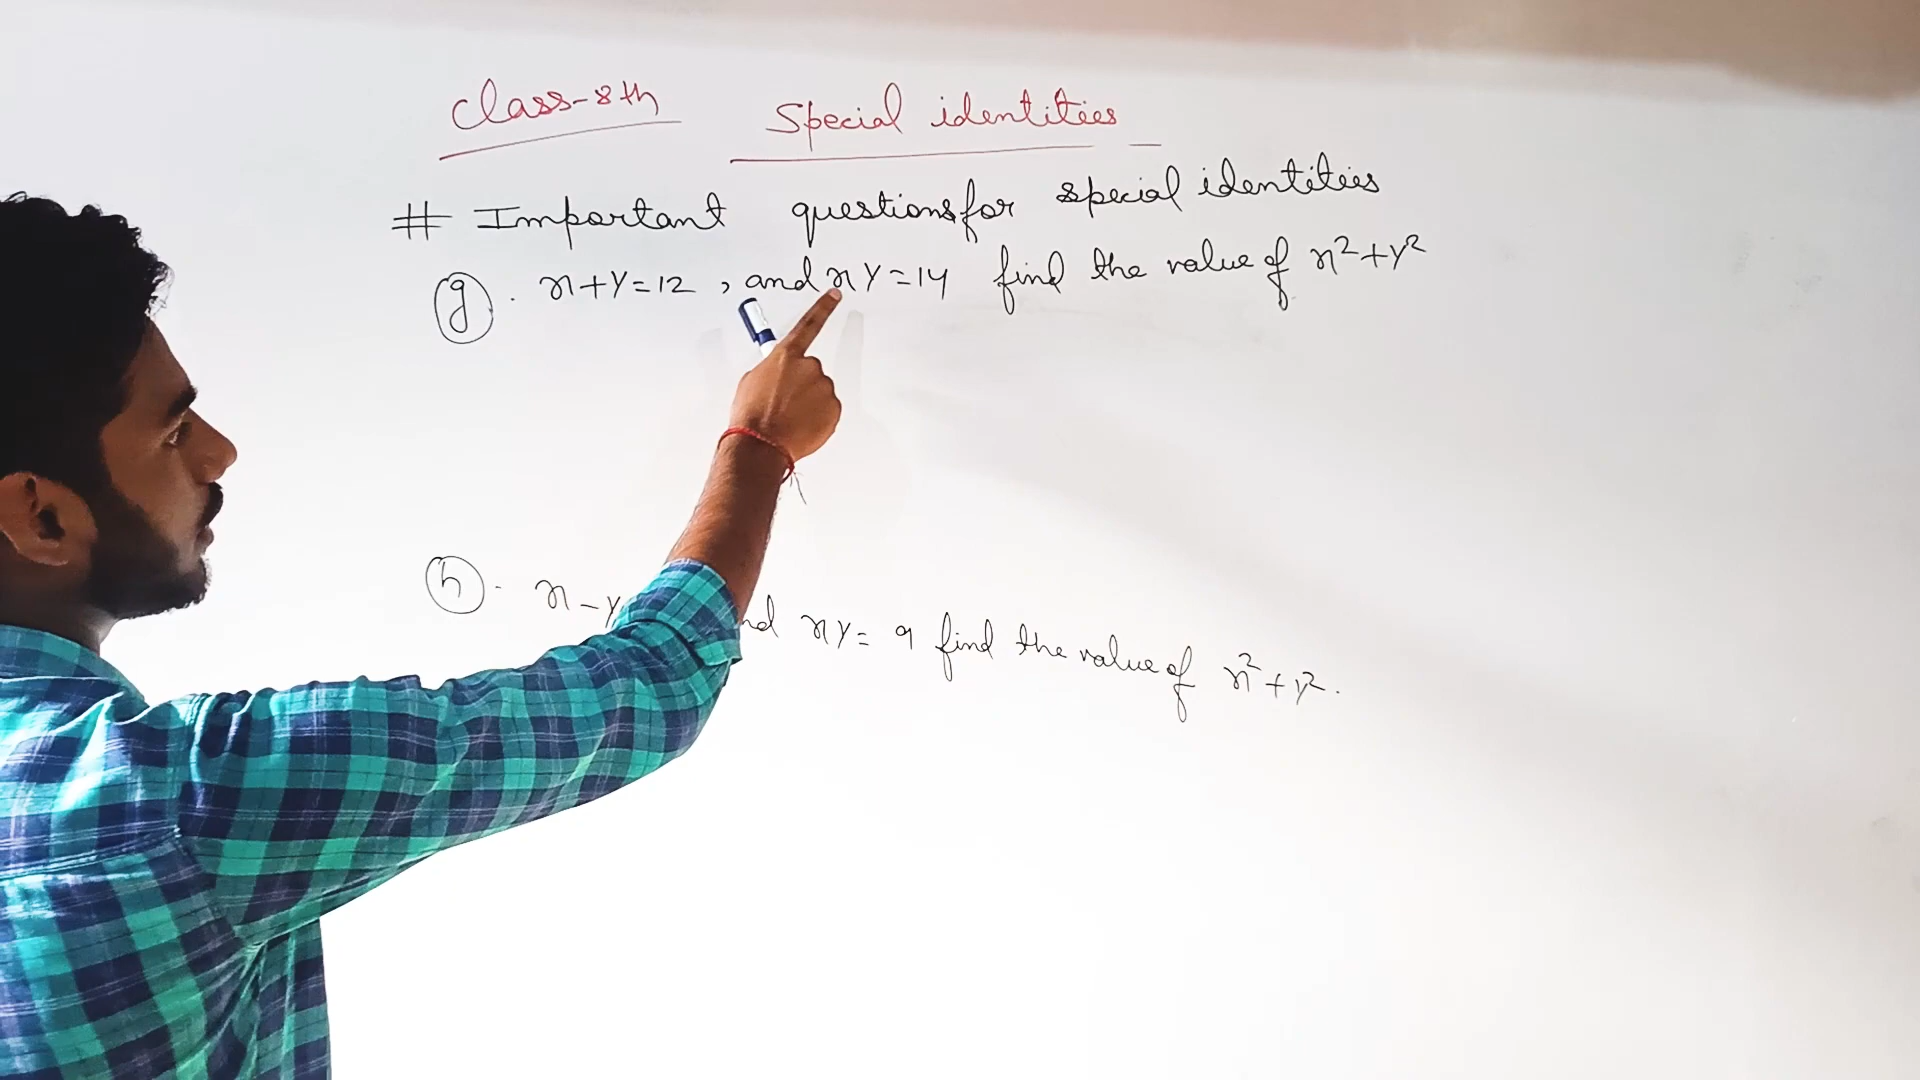 Class-8th Special identities
# Important questions for special identities
(g). x+y=12 , and xy=14 find the value of x²+y²
(h). x-y nd xy= 9 find the value of x²+y².